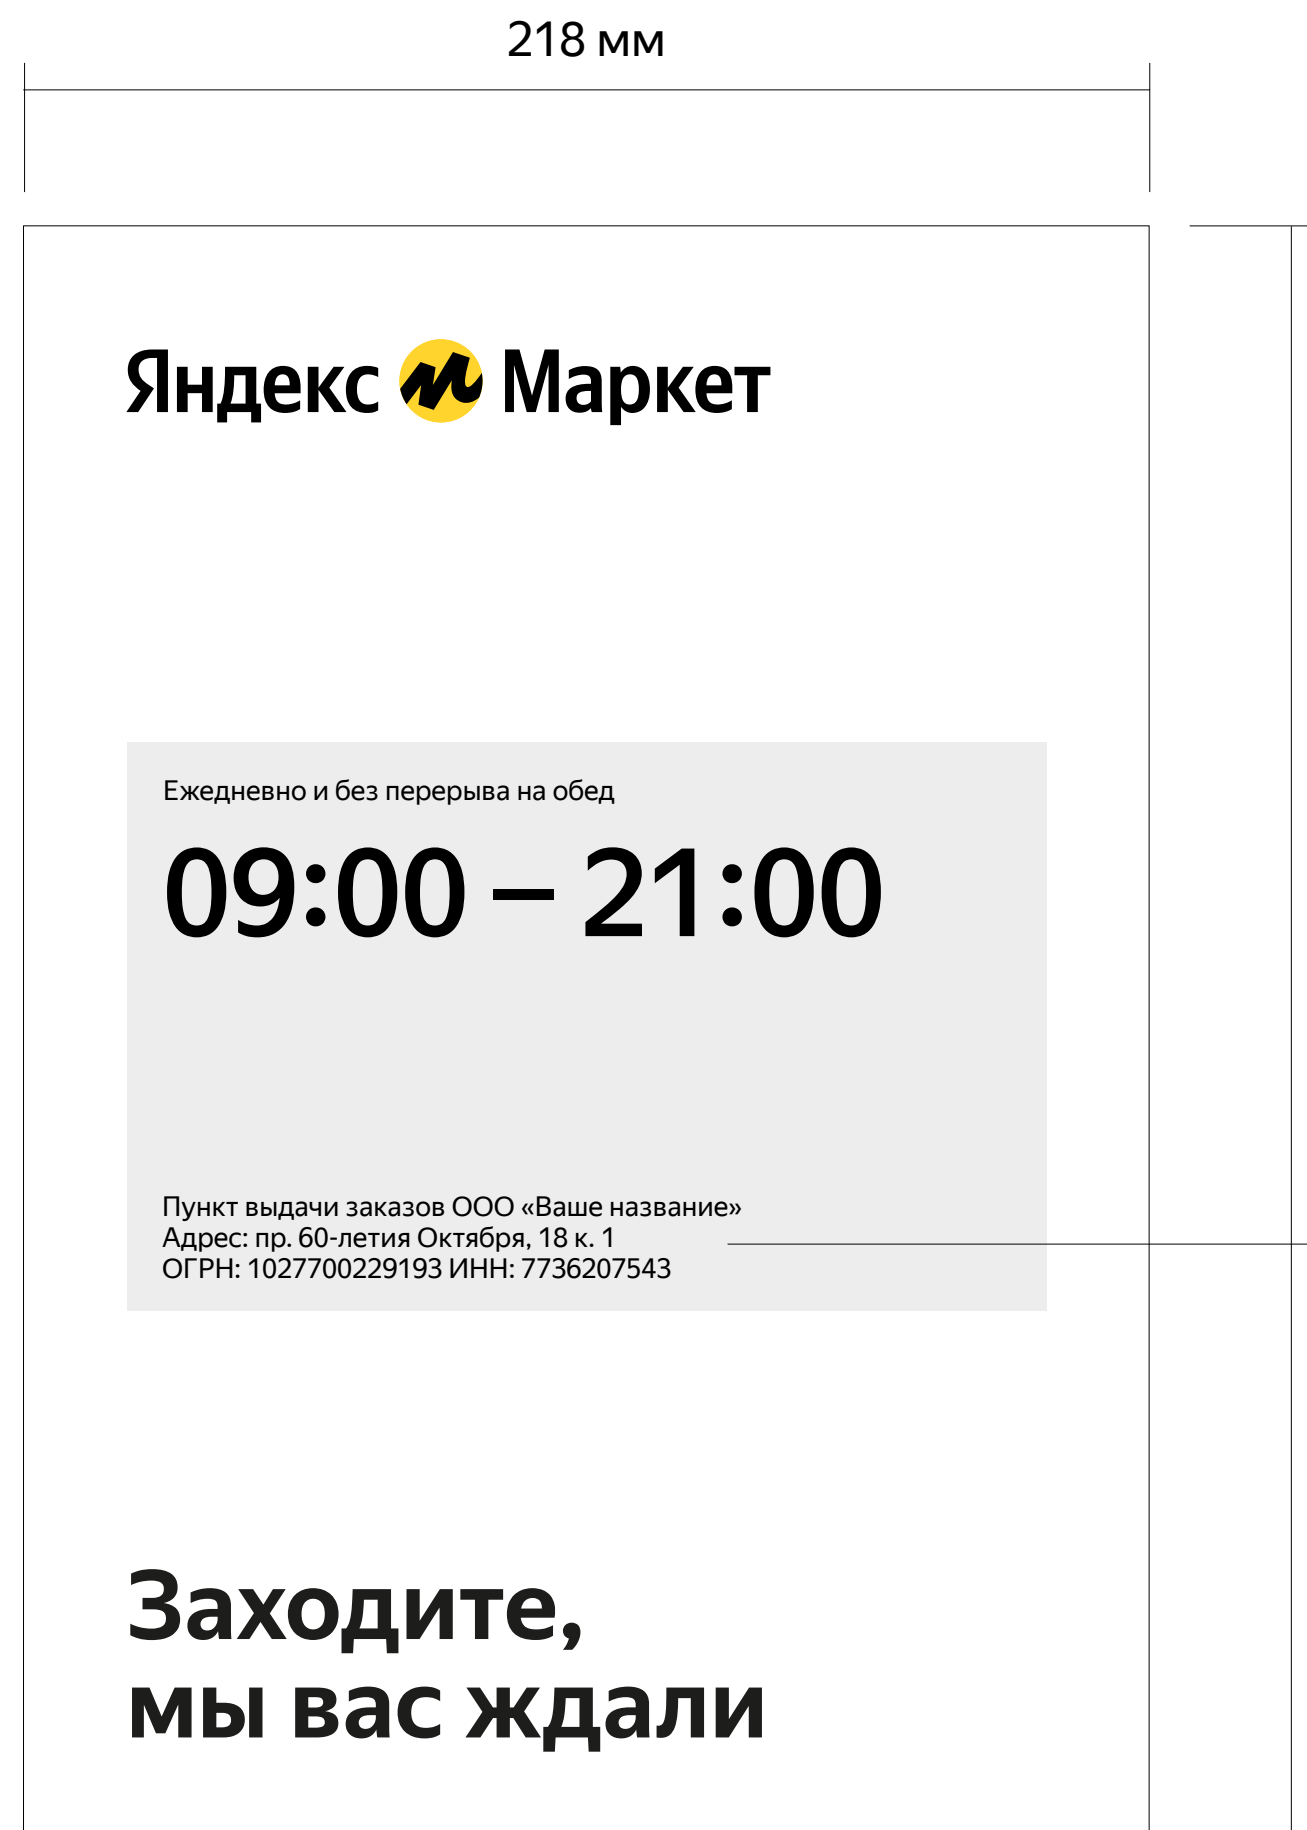 218 мм
Яндекс Маркет
Ежедневно и без перерыва на обед
09:00 – 21:00
Пункт выдачи заказов ООО «Ваше название»
Адрес: пр. 60-летия Октября, 18 к. 1
ОГРН: 1027700229193 ИНН: 7736207543
Заходите,
мы вас ждали